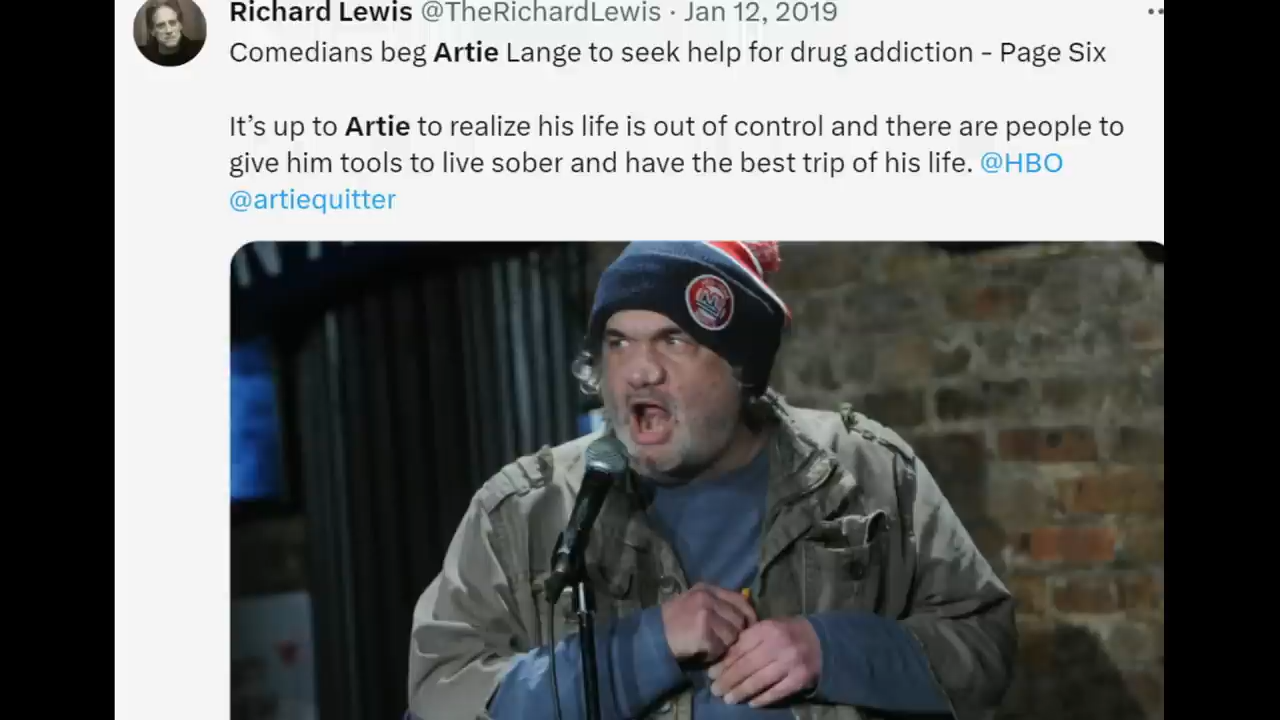 Richard Lewis @TheRichardLewis · Jan 12, 2019
Comedians beg Artie Lange to seek help for drug addiction - Page Six
It’s up to Artie to realize his life is out of control and there are people to
give him tools to live sober and have the best trip of his life. @HBO
@artiequitter